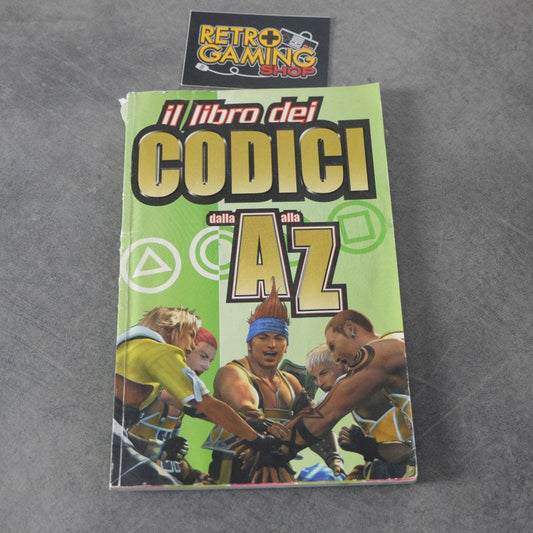 RETRO
GAMING
SHOP
il libro dei
CODICI
dalla A alla Z